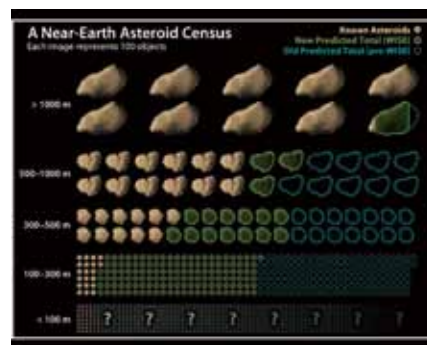 A Near-Earth Asteroid Census
Each image represents 100 objects
Known Asteroids
New Predicted Total (WISE)
Old Predicted Total (pre-WISE)
> 1000 m
500-1000 m
300-500 m
100-300 m
< 100 m
? ? ? ? ? ? ? ?